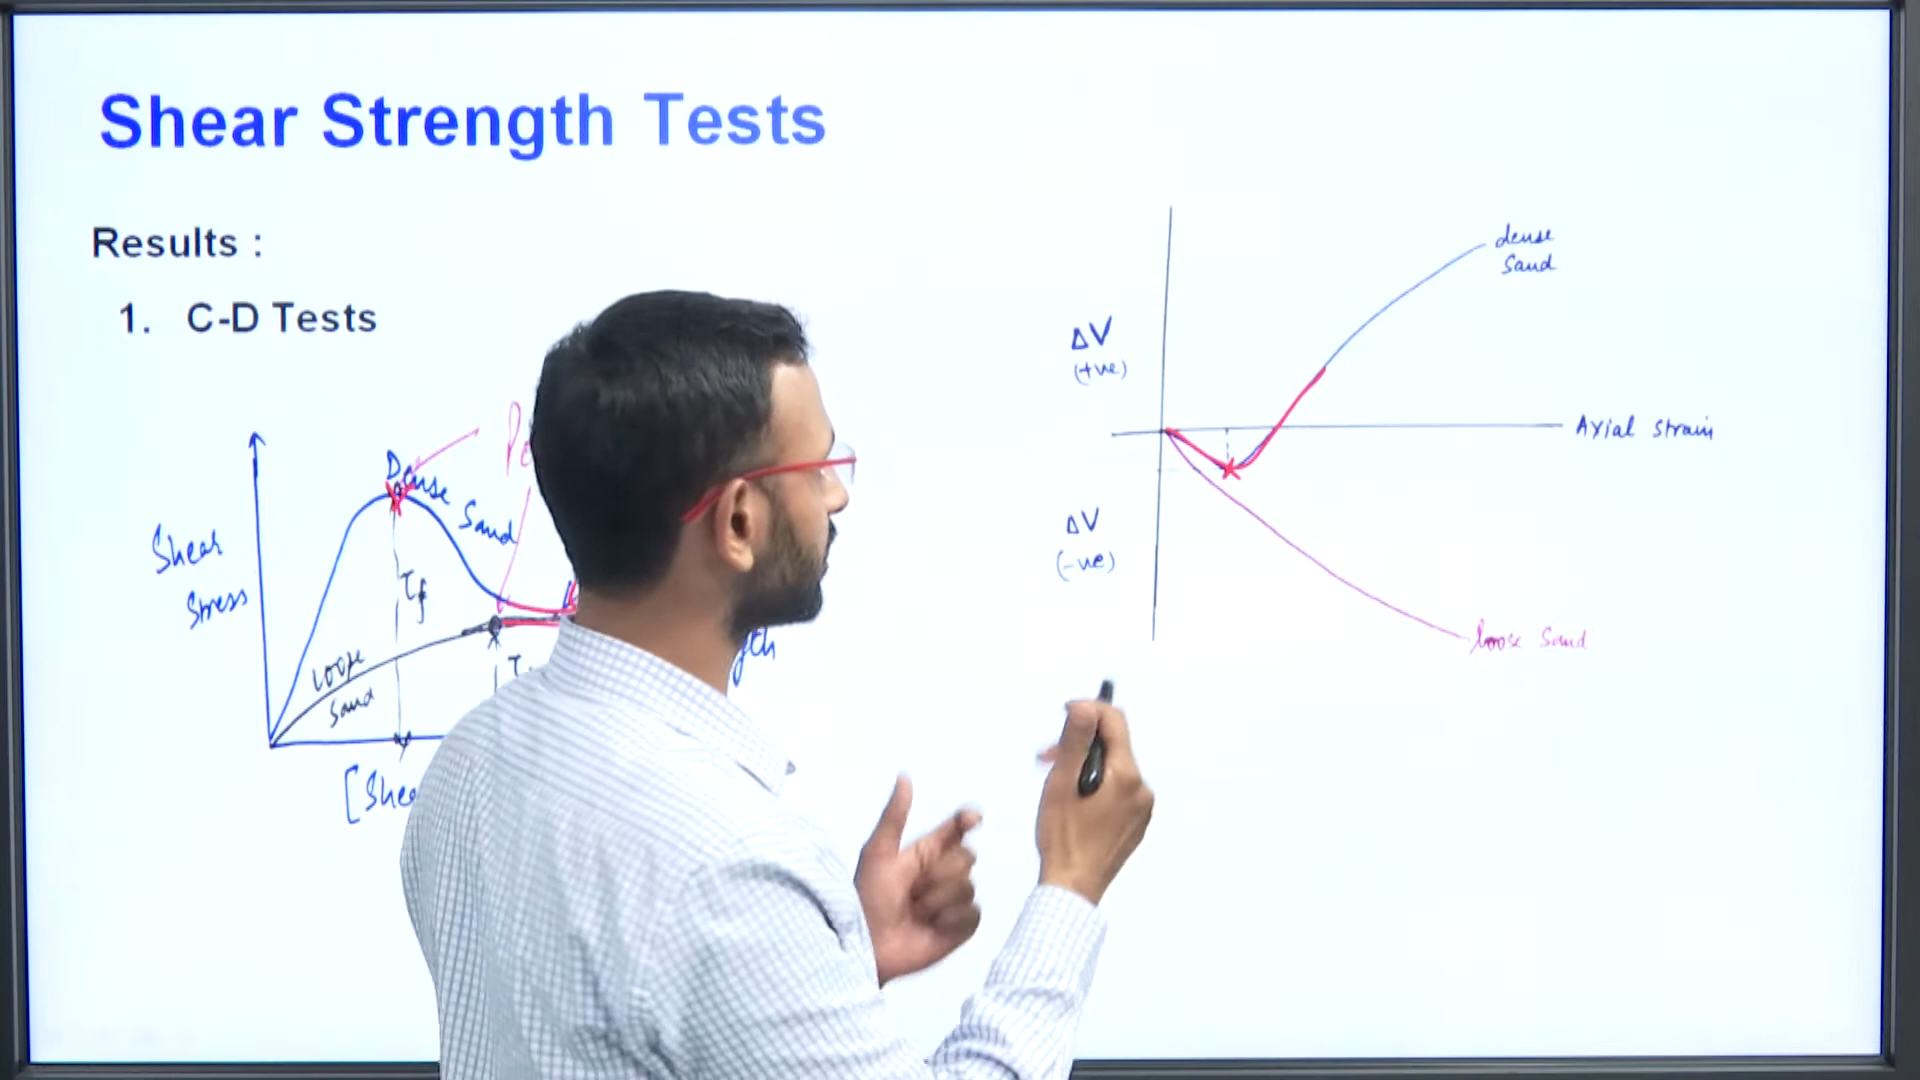 Shear Strength Tests
Results :
1. C-D Tests
Shear
Stress
Dense
Sand
τf
loose
Sand
ΔV
(+ve)
ΔV
(-ve)
dense
Sand
Axial strain
loose Sand